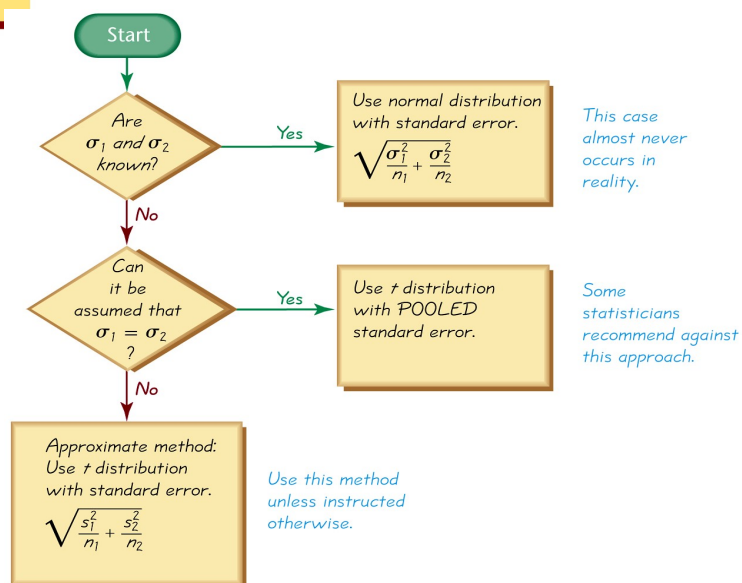 Start
Are
σ₁ and σ₂
known?
Yes
Use normal distribution
with standard error.
√(σ₁²/n₁ + σ₂²/n₂)
This case
almost never
occurs in
reality.
No
Can
it be
assumed that
σ₁ = σ₂
?
Yes
Use t distribution
with POOLED
standard error.
Some
statisticians
recommend against
this approach.
No
Approximate method:
Use t distribution
with standard error.
√(s₁²/n₁ + s₂²/n₂)
Use this method
unless instructed
otherwise.